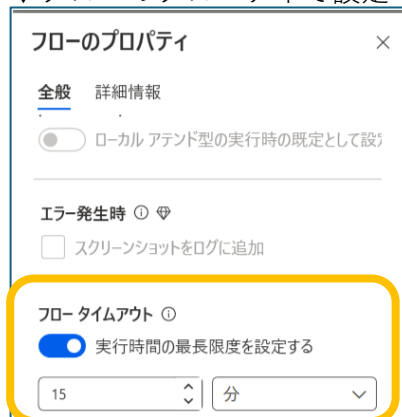 フローのプロパティ
全般 詳細情報
ローカル アテンド型の実行時の既定として設定
エラー発生時
スクリーンショットをログに追加
フロー タイムアウト
実行時間の最長限度を設定する
15 分